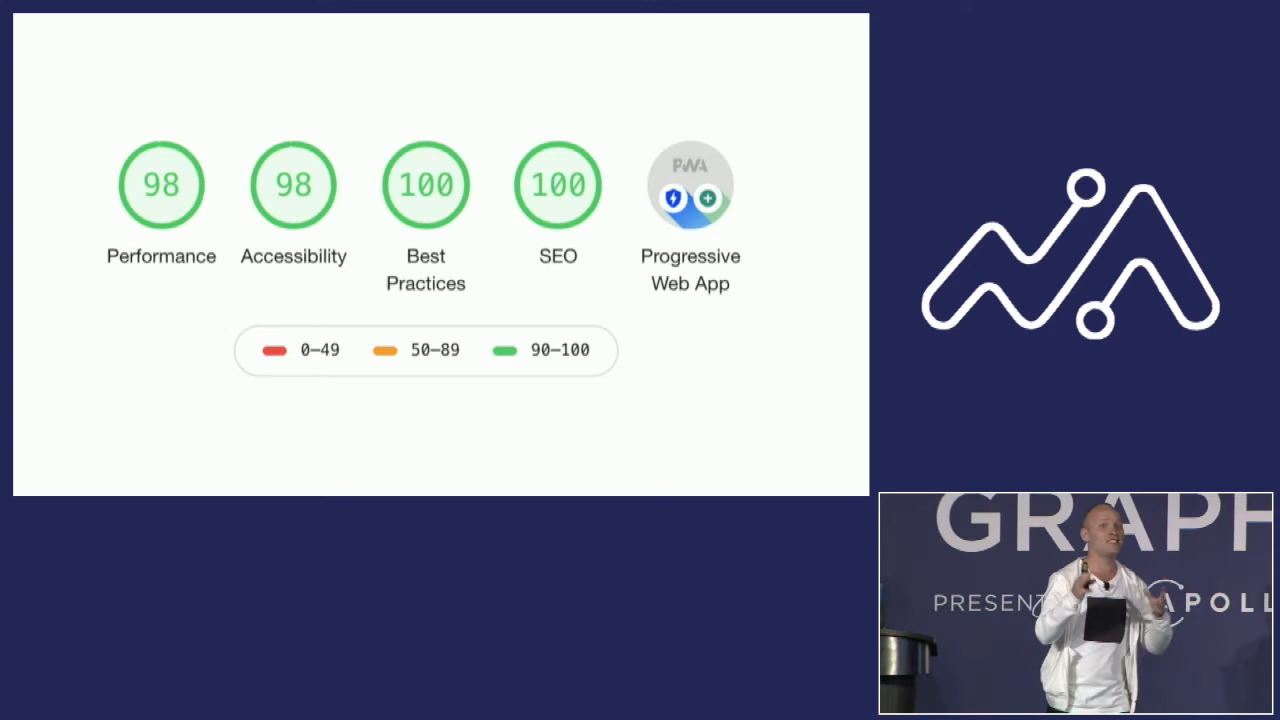 98
98
100
100
PWA
Performance
Accessibility
Best
Practices
SEO
Progressive
Web App
0–49
50–89
90–100
GRAPH
PRESENT
APOLL